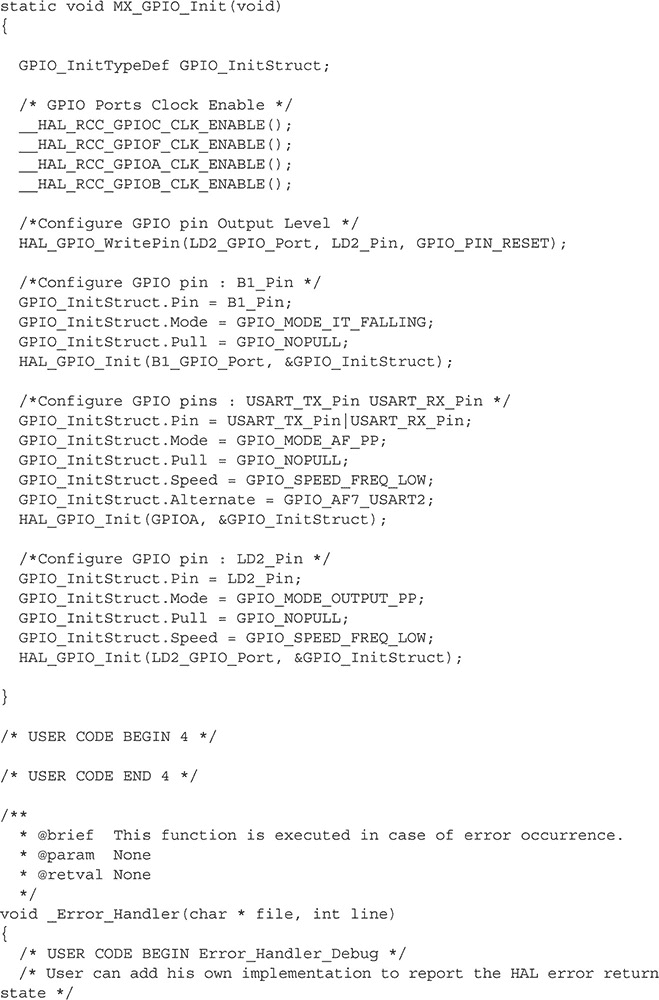 static void MX_GPIO_Init(void)
{
  GPIO_InitTypeDef GPIO_InitStruct;
  /* GPIO Ports Clock Enable */
  __HAL_RCC_GPIOC_CLK_ENABLE();
  __HAL_RCC_GPIOF_CLK_ENABLE();
  __HAL_RCC_GPIOA_CLK_ENABLE();
  __HAL_RCC_GPIOB_CLK_ENABLE();
  /*Configure GPIO pin Output Level */
  HAL_GPIO_WritePin(LD2_GPIO_Port, LD2_Pin, GPIO_PIN_RESET);
  /*Configure GPIO pin : B1_Pin */
  GPIO_InitStruct.Pin = B1_Pin;
  GPIO_InitStruct.Mode = GPIO_MODE_IT_FALLING;
  GPIO_InitStruct.Pull = GPIO_NOPULL;
  HAL_GPIO_Init(B1_GPIO_Port, &GPIO_InitStruct);
  /*Configure GPIO pins : USART_TX_Pin USART_RX_Pin */
  GPIO_InitStruct.Pin = USART_TX_Pin|USART_RX_Pin;
  GPIO_InitStruct.Mode = GPIO_MODE_AF_PP;
  GPIO_InitStruct.Pull = GPIO_NOPULL;
  GPIO_InitStruct.Speed = GPIO_SPEED_FREQ_LOW;
  GPIO_InitStruct.Alternate = GPIO_AF7_USART2;
  HAL_GPIO_Init(GPIOA, &GPIO_InitStruct);
  /*Configure GPIO pin : LD2_Pin */
  GPIO_InitStruct.Pin = LD2_Pin;
  GPIO_InitStruct.Mode = GPIO_MODE_OUTPUT_PP;
  GPIO_InitStruct.Pull = GPIO_NOPULL;
  GPIO_InitStruct.Speed = GPIO_SPEED_FREQ_LOW;
  HAL_GPIO_Init(LD2_GPIO_Port, &GPIO_InitStruct);
}
/* USER CODE BEGIN 4 */
/* USER CODE END 4 */
/**
  * @brief  This function is executed in case of error occurrence.
  * @param  None
  * @retval None
  */
void _Error_Handler(char * file, int line)
{
  /* USER CODE BEGIN Error_Handler_Debug */
  /* User can add his own implementation to report the HAL error return
state */